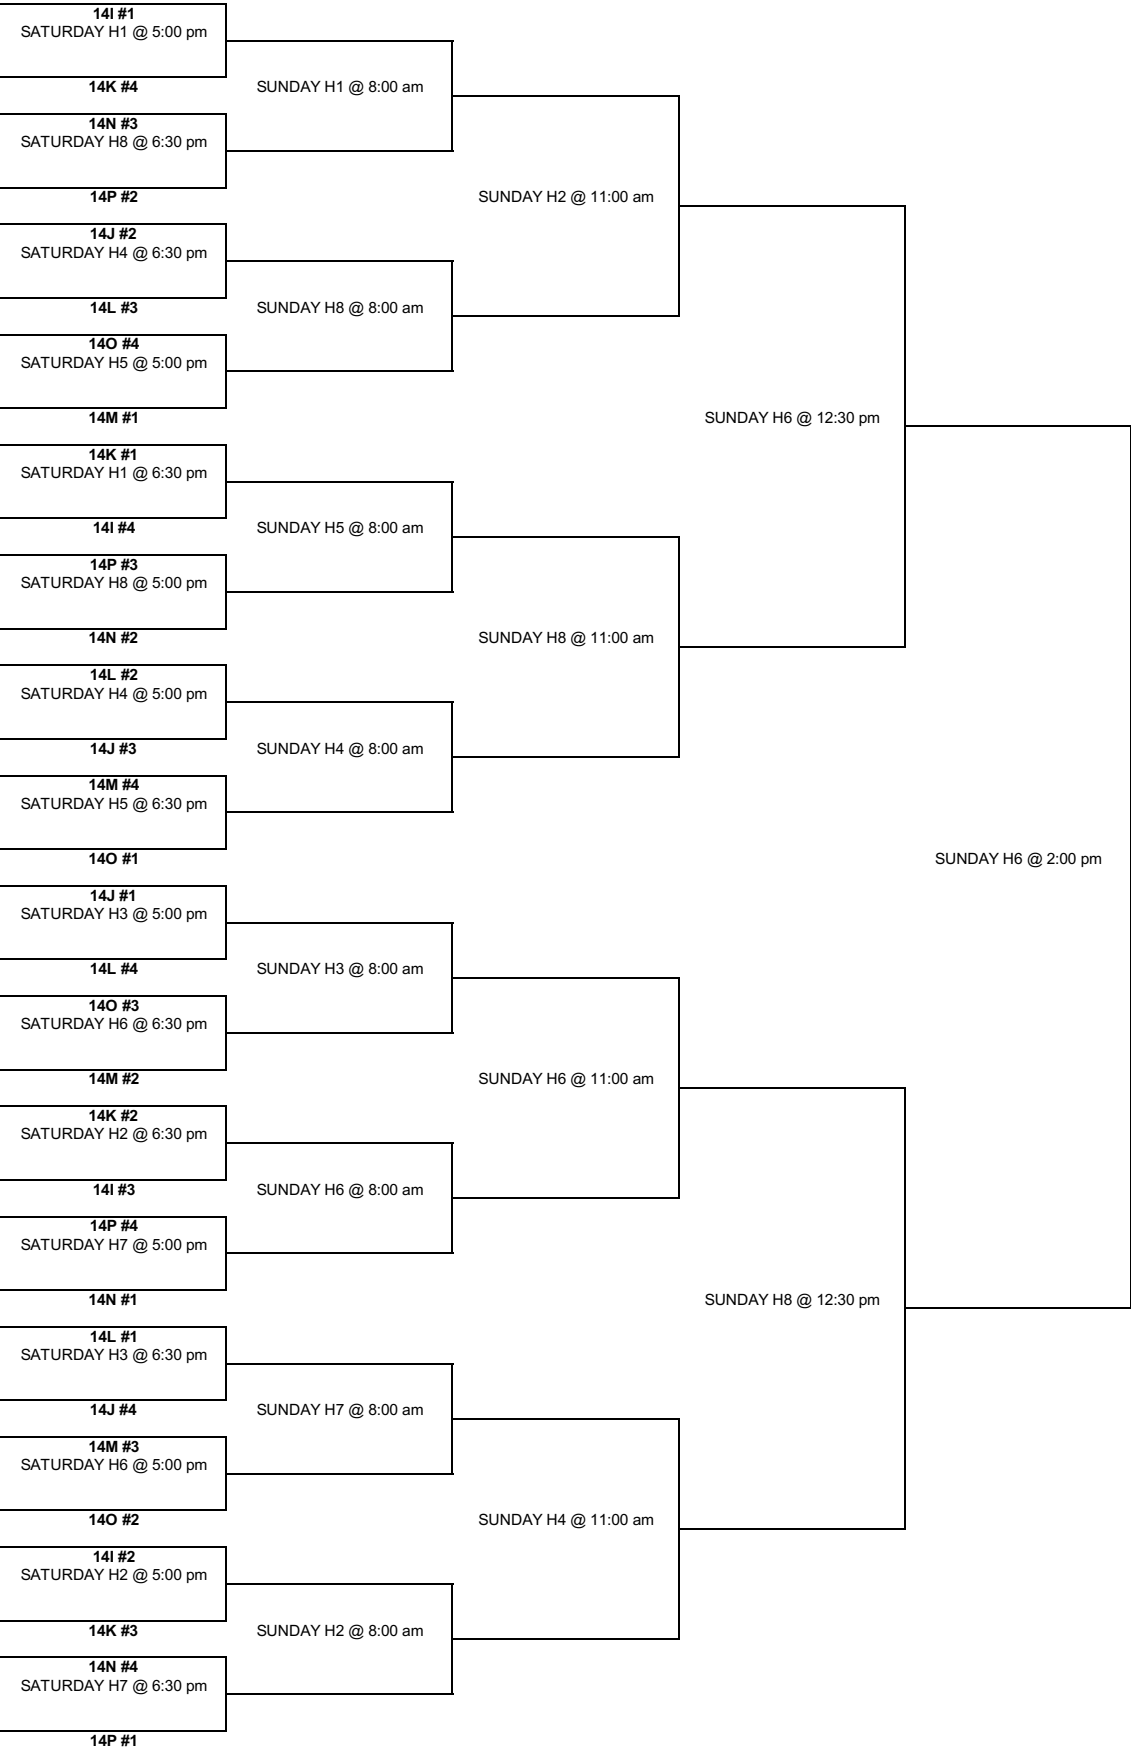 14I #1
SATURDAY H1 @ 5:00 pm
14K #4
SUNDAY H1 @ 8:00 am
14N #3
SATURDAY H8 @ 6:30 pm
14P #2
SUNDAY H2 @ 11:00 am
14J #2
SATURDAY H4 @ 6:30 pm
14L #3
SUNDAY H8 @ 8:00 am
14O #4
SATURDAY H5 @ 5:00 pm
14M #1
SUNDAY H6 @ 12:30 pm
14K #1
SATURDAY H1 @ 6:30 pm
14I #4
SUNDAY H5 @ 8:00 am
14P #3
SATURDAY H8 @ 5:00 pm
14N #2
SUNDAY H8 @ 11:00 am
14L #2
SATURDAY H4 @ 5:00 pm
14J #3
SUNDAY H4 @ 8:00 am
14M #4
SATURDAY H5 @ 6:30 pm
14O #1
SUNDAY H6 @ 2:00 pm
14J #1
SATURDAY H3 @ 5:00 pm
14L #4
SUNDAY H3 @ 8:00 am
14O #3
SATURDAY H6 @ 6:30 pm
14M #2
SUNDAY H6 @ 11:00 am
14K #2
SATURDAY H2 @ 6:30 pm
14I #3
SUNDAY H6 @ 8:00 am
14P #4
SATURDAY H7 @ 5:00 pm
14N #1
SUNDAY H8 @ 12:30 pm
14L #1
SATURDAY H3 @ 6:30 pm
14J #4
SUNDAY H7 @ 8:00 am
14M #3
SATURDAY H6 @ 5:00 pm
14O #2
SUNDAY H4 @ 11:00 am
14I #2
SATURDAY H2 @ 5:00 pm
14K #3
SUNDAY H2 @ 8:00 am
14N #4
SATURDAY H7 @ 6:30 pm
14P #1